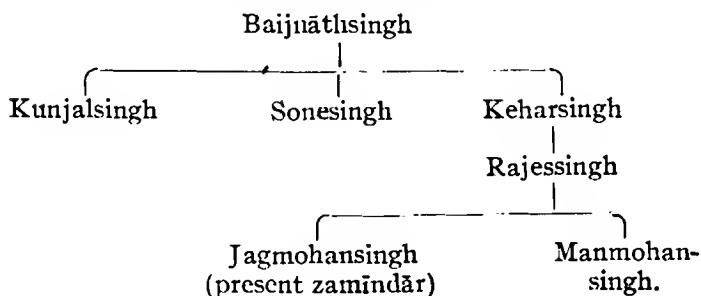 Baijnāthsingh
Kunjalsingh Sonesingh Keharsingh
Rajessingh
Jagmohansingh Manmohan-
(present zamīndār) singh.